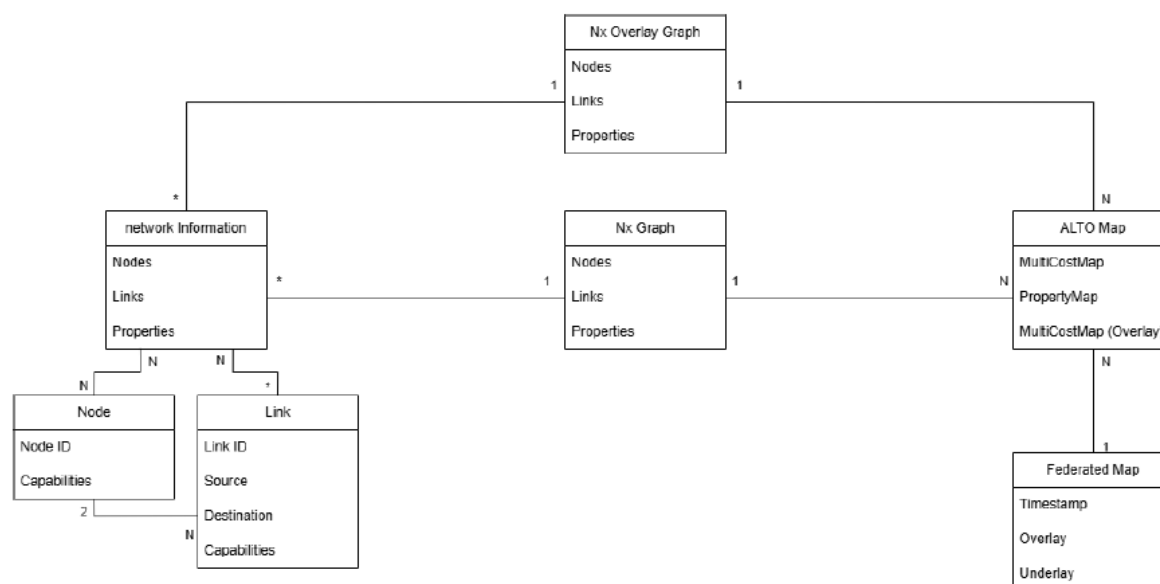 Nx Overlay Graph
Nodes
Links
Properties
1
1
*
N
network Information
Nodes
Links
Properties
*
1
Nx Graph
Nodes
Links
Properties
1
N
ALTO Map
MultiCostMap
PropertyMap
MultiCostMap (Overlay
N
N
N
*
Node
Node ID
Capabilities
2
Link
Link ID
Source
Destination
Capabilities
N
N
1
Federated Map
Timestamp
Overlay
Underlay